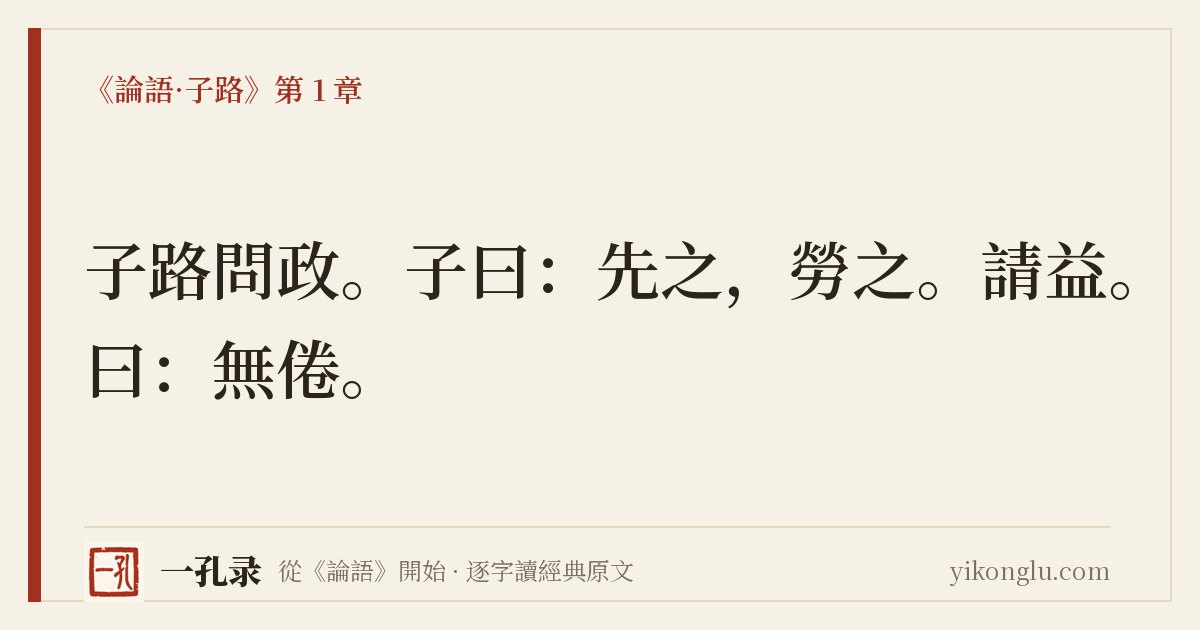 《論語·子路》第 1 章
子路問政。子曰：先之，勞之。請益。
曰：無倦。
一孔
一孔录 從《論語》開始 · 逐字讀經典原文
yikonglu.com